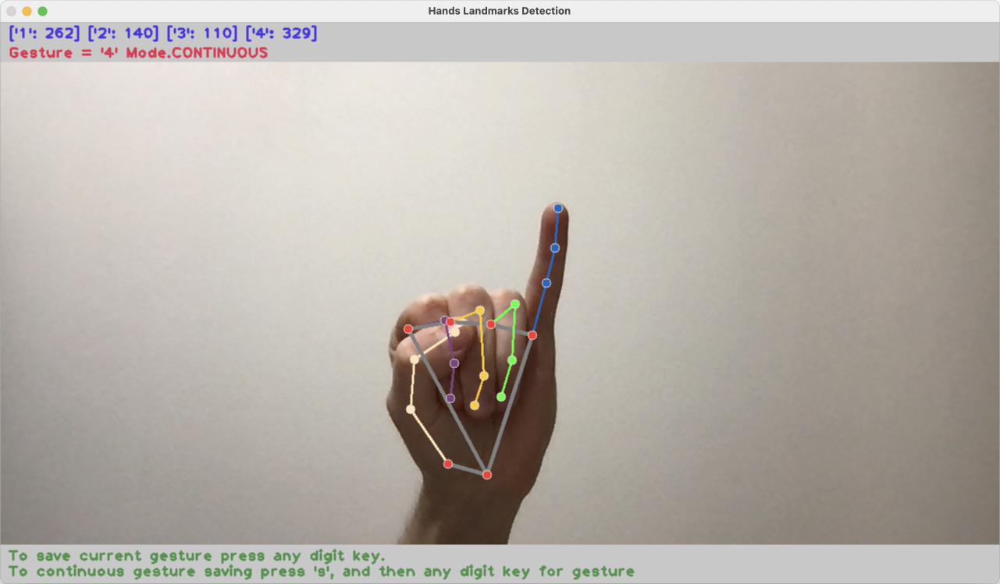 Hands Landmarks Detection
['1': 262] ['2': 140] ['3': 110] ['4': 329]
Gesture = '4' Mode.CONTINUOUS
To save current gesture press any digit key.
To continuous gesture saving press 's', and then any digit key for gesture